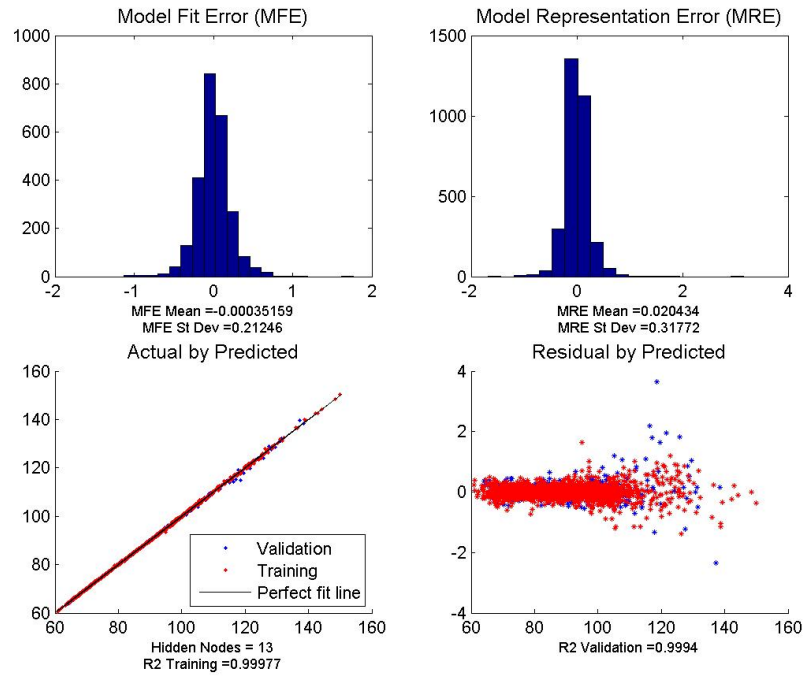 Model Fit Error (MFE)
1000
800
600
400
200
0
-2 -1 0 1 2
MFE Mean =-0.00035159
MFE St Dev =0.21246
Model Representation Error (MRE)
1500
1000
500
0
-2 0 2 4
MRE Mean =0.020434
MRE St Dev =0.31772
Actual by Predicted
160
140
120
100
80
60
60 80 100 120 140 160
Validation
Training
Perfect fit line
Hidden Nodes = 13
R2 Training =0.99977
Residual by Predicted
4
2
0
-2
-4
60 80 100 120 140 160
R2 Validation =0.9994